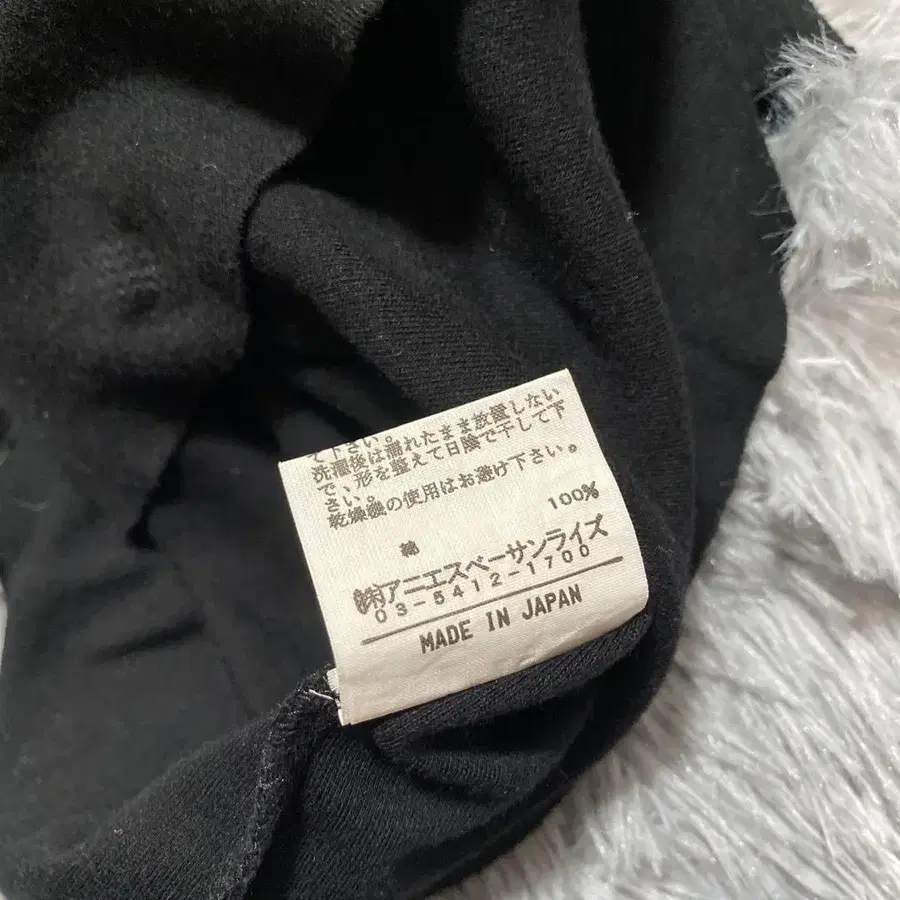 て下さい。
洗濯後は濡れたまま放置しない
で、形を整えて日陰で干して下
さい。
乾燥機の使用はお避け下さい。
綿 100%
㈱アニエスベーサンライズ
03-5412-1700
MADE IN JAPAN